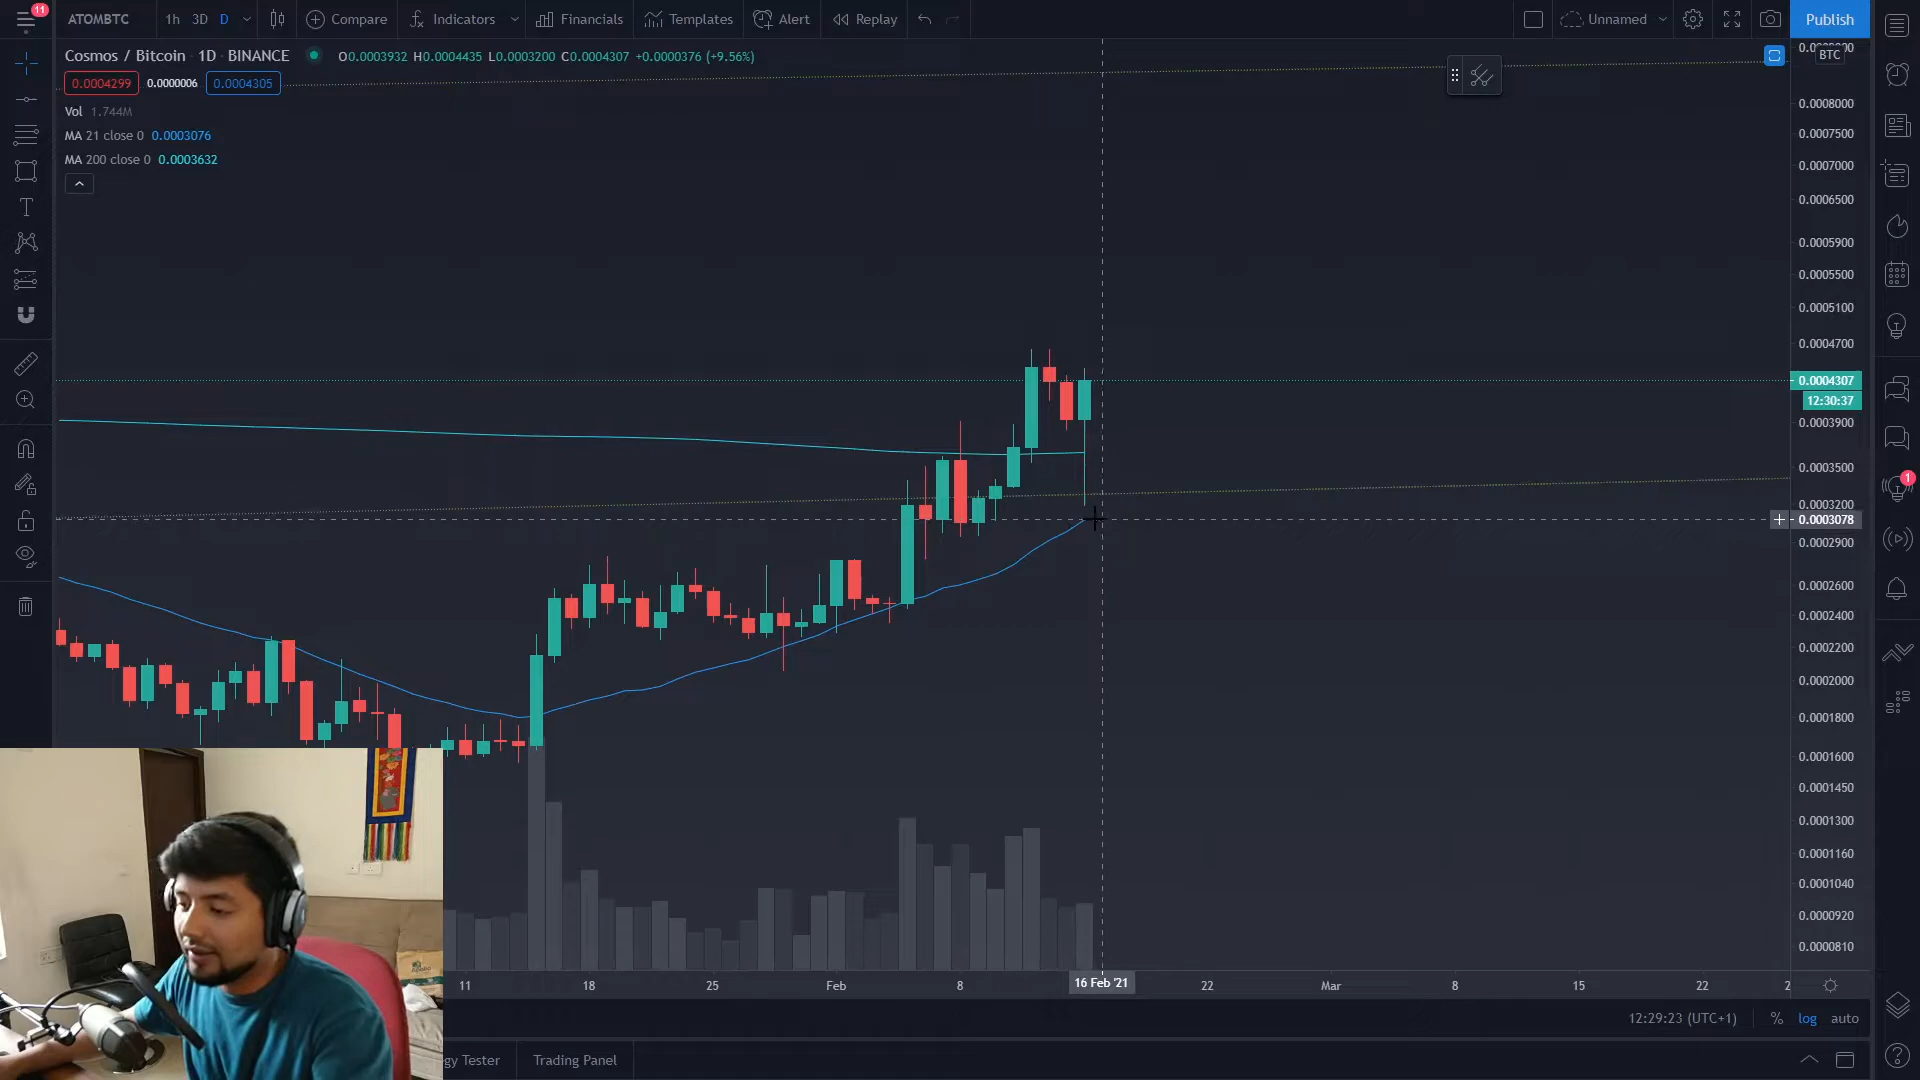 11
ATOMBTC 1h 3D D Compare Indicators Financials Templates Alert Replay Unnamed Publish
Cosmos / Bitcoin · 1D · BINANCE O0.0003932 H0.0004435 L0.0003200 C0.0004307 +0.0000376 (+9.56%)
BTC
0.0004299 0.0000006 0.0004305
Vol 1.744M
MA 21 close 0 0.0003076
MA 200 close 0 0.0003632
0.0008000
0.0007500
0.0007000
0.0006500
0.0005900
0.0005500
0.0005100
0.0004700
0.0004307
12:30:37
0.0003900
0.0003500
0.0003200
0.0003078
0.0002900
0.0002600
0.0002400
0.0002200
0.0002000
0.0001800
0.0001600
0.0001450
0.0001300
0.0001160
0.0001040
0.0000920
0.0000810
1
11 18 25 Feb 8 16 Feb '21 22 Mar 8 15 22 2
12:29:23 (UTC+1) % log auto
gy Tester Trading Panel